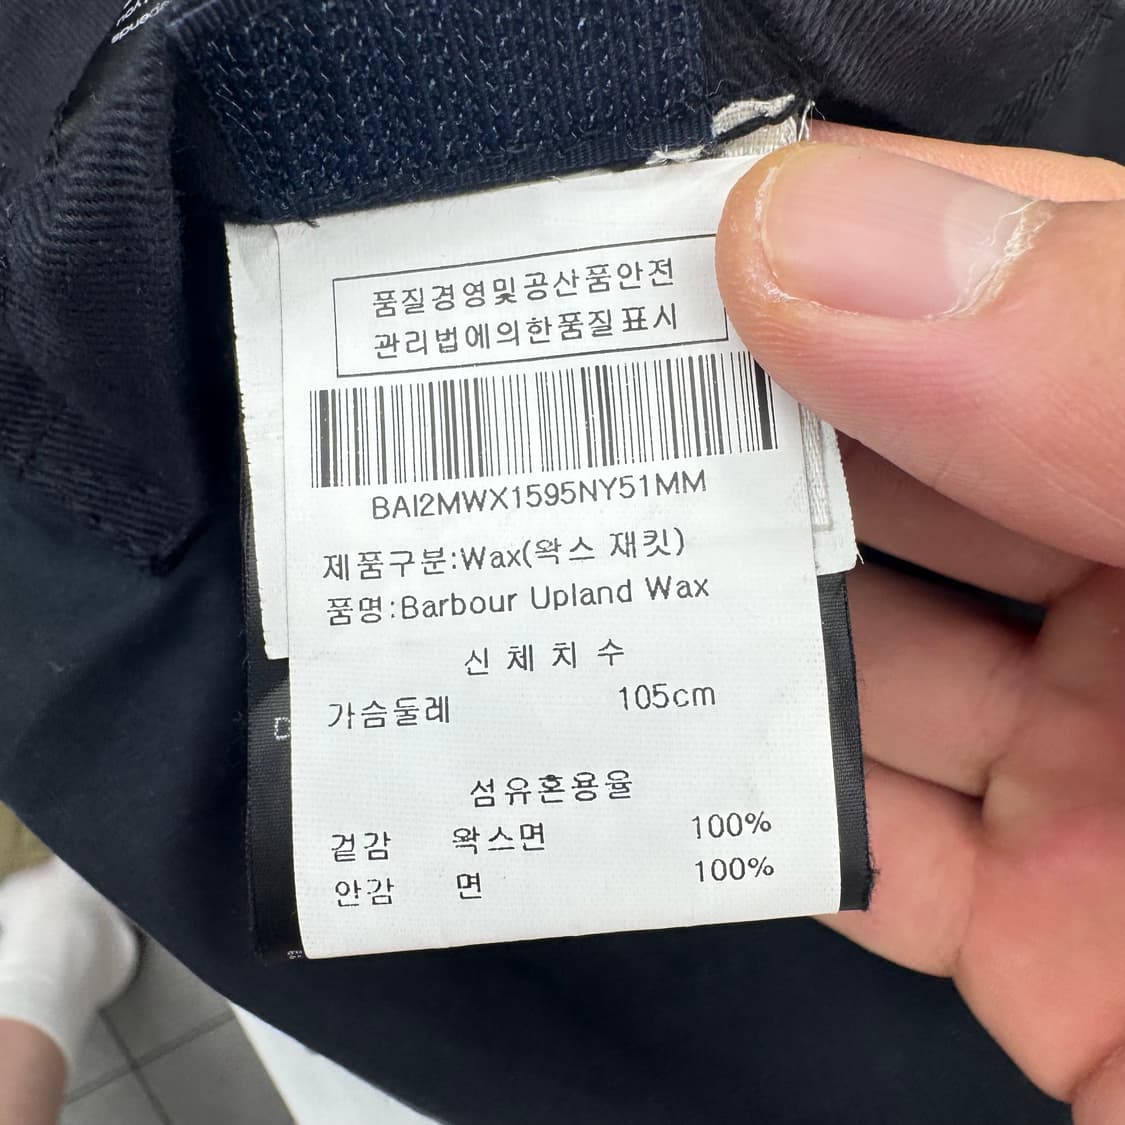 품질경영및공산품안전
관리법에의한품질표시
BAI2MWX1595NY51MM
제품구분:Wax(왁스 재킷)
품명:Barbour Upland Wax
신체치수
가슴둘레 105cm
섬유혼용율
겉감 왁스면 100%
안감 면 100%